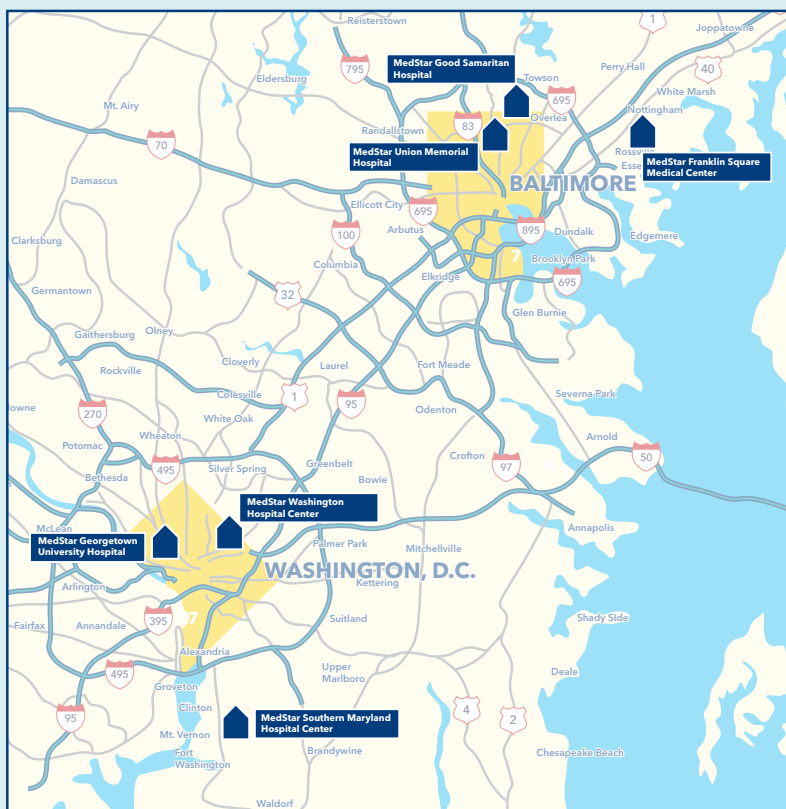 Reisterstown
1
Joppatowne
MedStar Good Samaritan
Hospital
795
Perry Hall
40
Eldersburg
Towson
White Marsh
Mt. Airy
695
Nottingham
Overlea
83
Randallstown
70
MedStar Union Memorial
Hospital
Rossville
Esse
MedStar Franklin Square
Medical Center
Damascus
BALTIMORE
Ellicott City
695
Arbutus
895
Dundalk
Edgemere
Clarksburg
100
7
Brooklyn Park
Columbia
Elkridge
695
Germantown
32
Glen Burnie
Gaithersburg
Olney
Cloverly
Laurel
Fort Meade
Rockville
Colesville
1
95
Severna Park
owne
270
White Oak
Odenton
Wheaton
Arnold
Potomac
Crofton
50
495
Silver Spring
Greenbelt
97
Bethesda
Bowie
MedStar Washington
Hospital Center
McLean
Annapolis
MedStar Georgetown
University Hospital
Palmer Park
Mitchellville
WASHINGTON, D.C.
Arlington
Kettering
Fairfax
Annandale
395
7
Suitland
Shady SIde
Alexandria
495
Upper
Marlboro
Deale
Groveton
95
Clinton
4
2
MedStar Southern Maryland
Hospital Center
Mt. Vernon
Fort
Washington
Brandywine
Chesapeake Beach
Waldorf